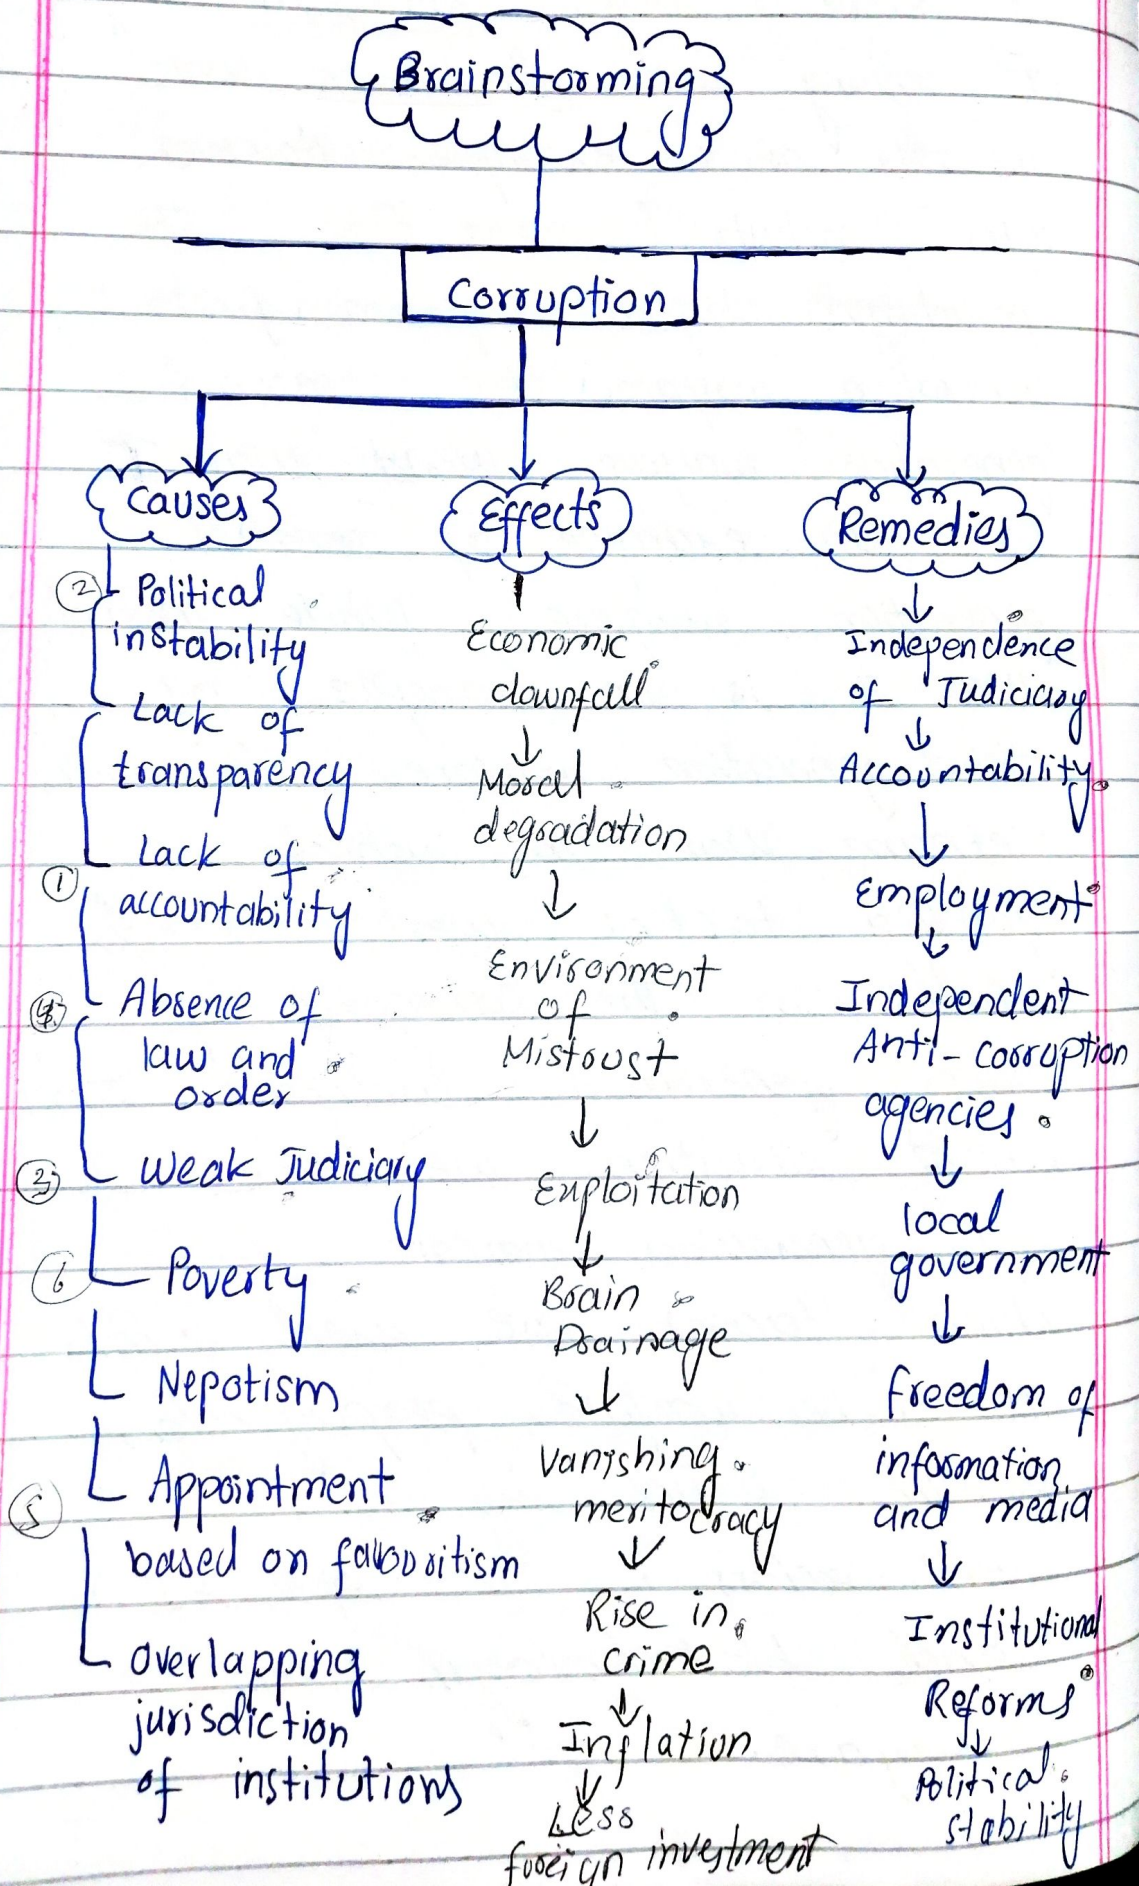 Brainstorming
Corruption
Causes
② Political
instability
Lack of
transparency
Lack of
① accountability
④ Absence of
law and
order
③ Weak Judiciary
⑥ Poverty
Nepotism
Appointment
⑤
based on favouritism
Overlapping
jurisdiction
of institutions
Effects
Economic
downfall
Moral
degradation
Environment
of
Mistrust
Exploitation
Brain
Drainage
Vanishing
meritocracy
Rise in
crime
Inflation
Less
foreign investment
Remedies
Independence
of Judiciary
Accountability
Employment
Independent
Anti-corruption
agencies.
local
government
freedom of
information
and media
Institutional
Reforms
Political
stability